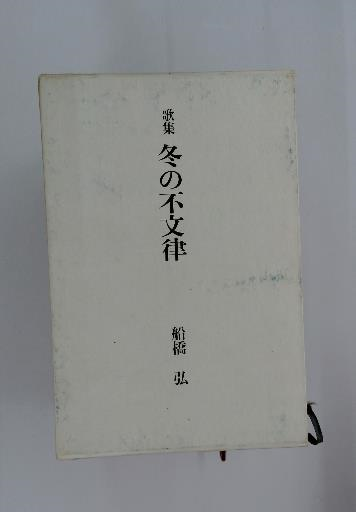 歌集
冬の不文律
船橋 弘